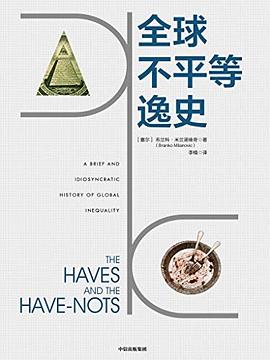 全球
不平等
逸史
[塞尔] 布兰科·米兰诺维奇 著
(Branko Milanovic)
李楠 译
A BRIEF AND
IDIOSYNCRATIC
HISTORY OF GLOBAL
INEQUALITY
THE
HAVES
AND THE
HAVE-NOTS
中信出版集团